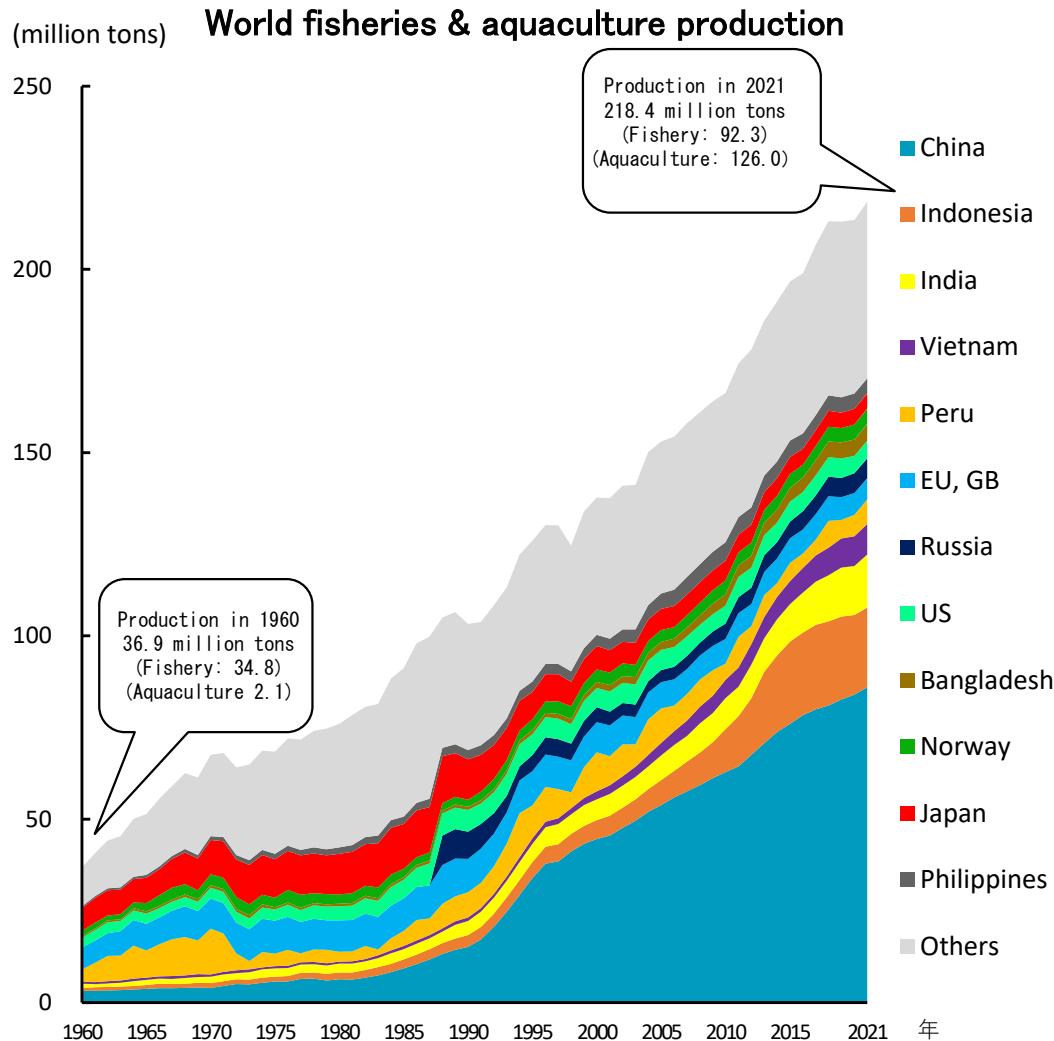 World fisheries & aquaculture production
(million tons)
250
200
150
100
50
0
Production in 2021
218.4 million tons
(Fishery: 92.3)
(Aquaculture: 126.0)
Production in 1960
36.9 million tons
(Fishery: 34.8)
(Aquaculture 2.1)
China
Indonesia
India
Vietnam
Peru
EU, GB
Russia
US
Bangladesh
Norway
Japan
Philippines
Others
1960 1965 1970 1975 1980 1985 1990 1995 2000 2005 2010 2015 2021 年